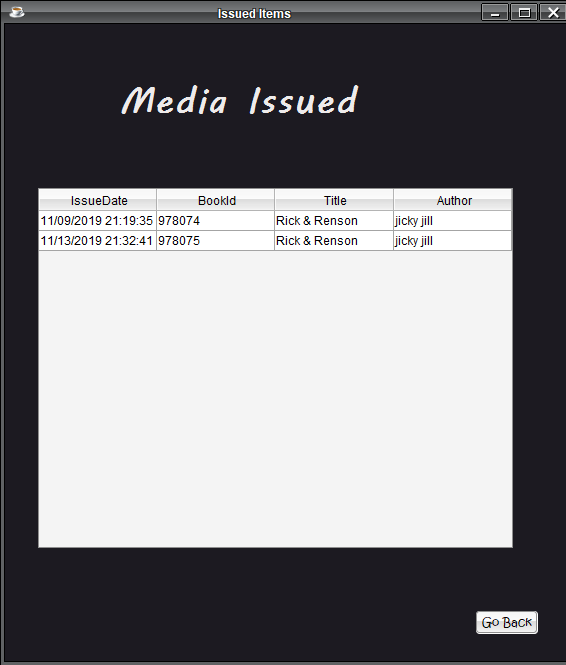 Issued Items
Media Issued
IssueDate BookId Title Author
11/09/2019 21:19:35 978074 Rick & Renson jicky jill
11/13/2019 21:32:41 978075 Rick & Renson jicky jill
Go Back